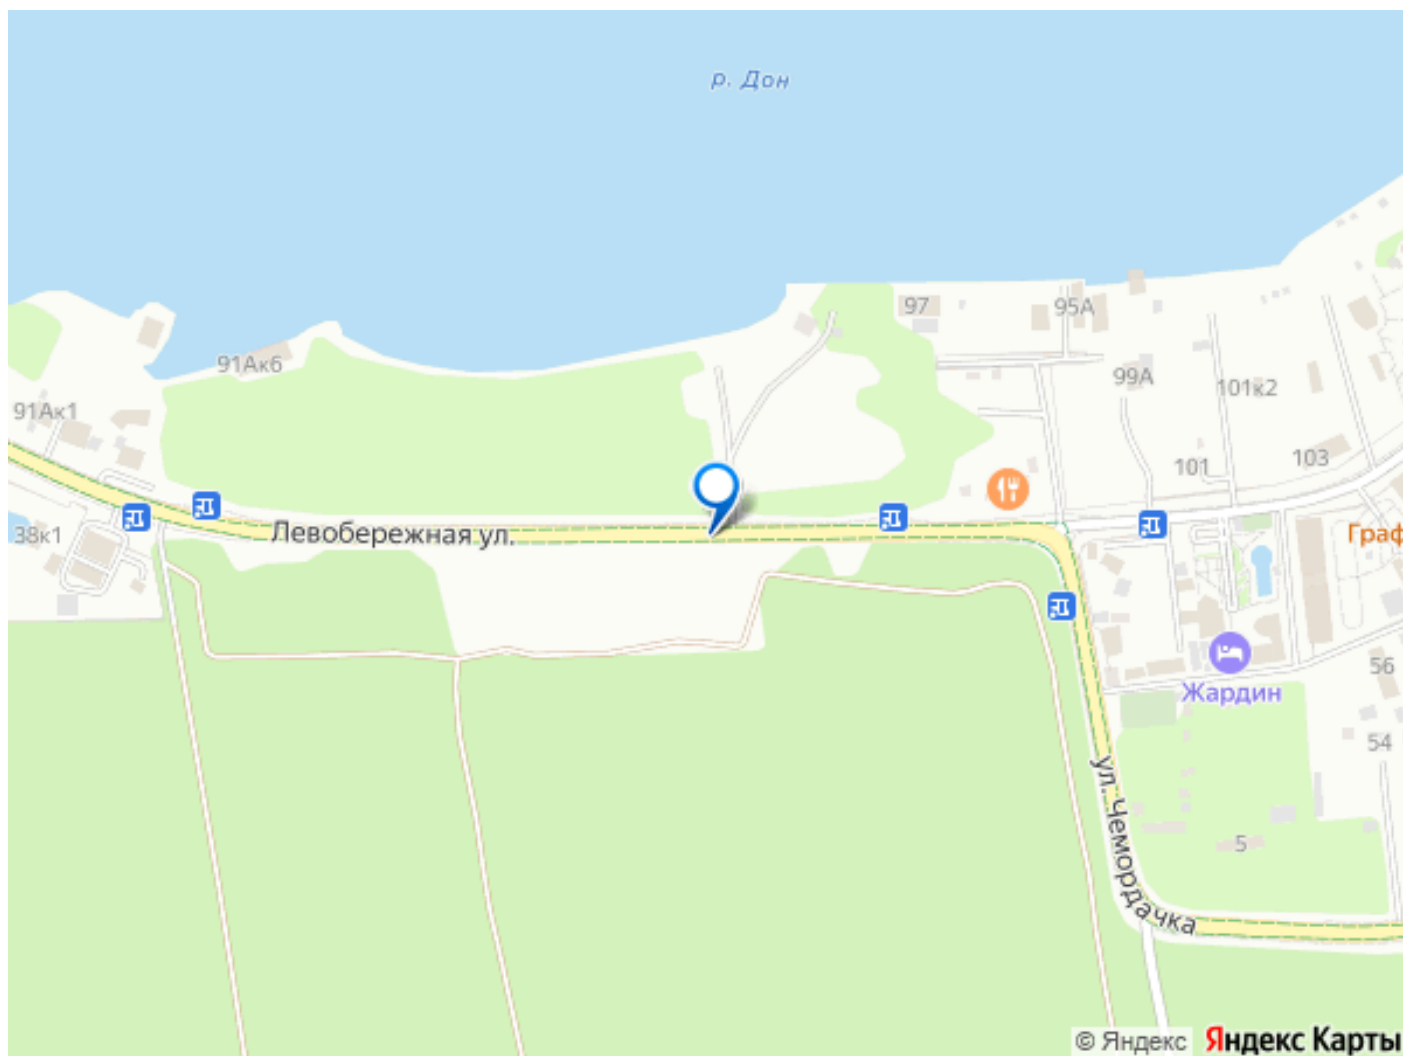 р. Дон
97
95А
91Ак6
99А
101к2
91Ак1
101
103
38к1
Левобережная ул.
Граф
56
Жардин
54
ул. Чемордачка
5
© Яндекс Яндекс Карты